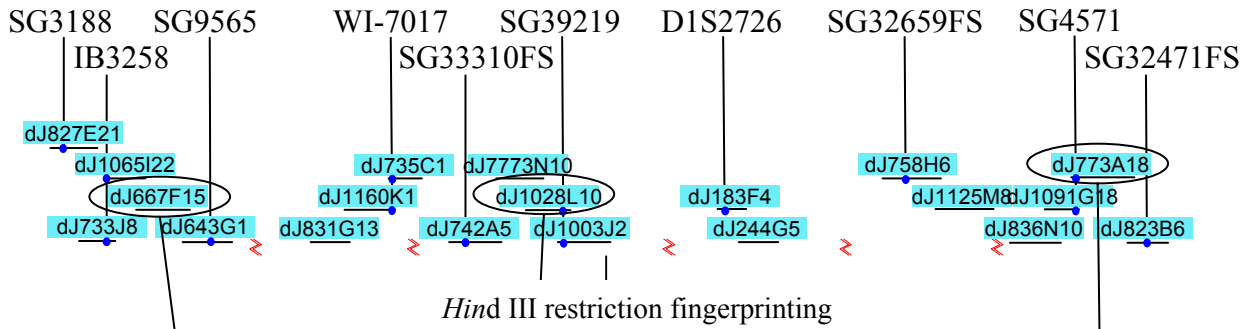 SG3188 SG9565 WI-7017 SG39219 D1S2726 SG32659FS SG4571
IB3258 SG33310FS SG32471FS
dJ827E21
dJ1065I22 dJ735C1 dJ7773N10 dJ758H6 dJ773A18
dJ667F15 dJ1160K1 dJ1028L10 dJ183F4 dJ1125M8 dJ1091G18
dJ733J8 dJ643G1 dJ831G13 dJ742A5 dJ1003J2 dJ244G5 dJ836N10 dJ823B6
Hind III restriction fingerprinting